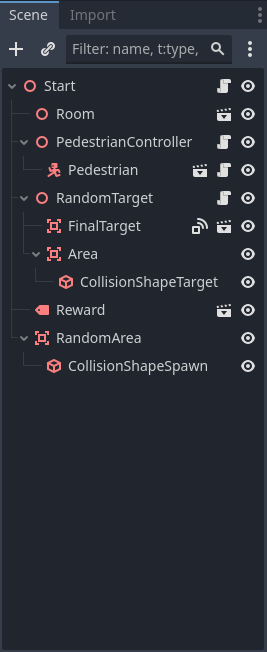 Scene Import
Filter: name, t:type,
Start
Room
PedestrianController
Pedestrian
RandomTarget
FinalTarget
Area
CollisionShapeTarget
Reward
RandomArea
CollisionShapeSpawn